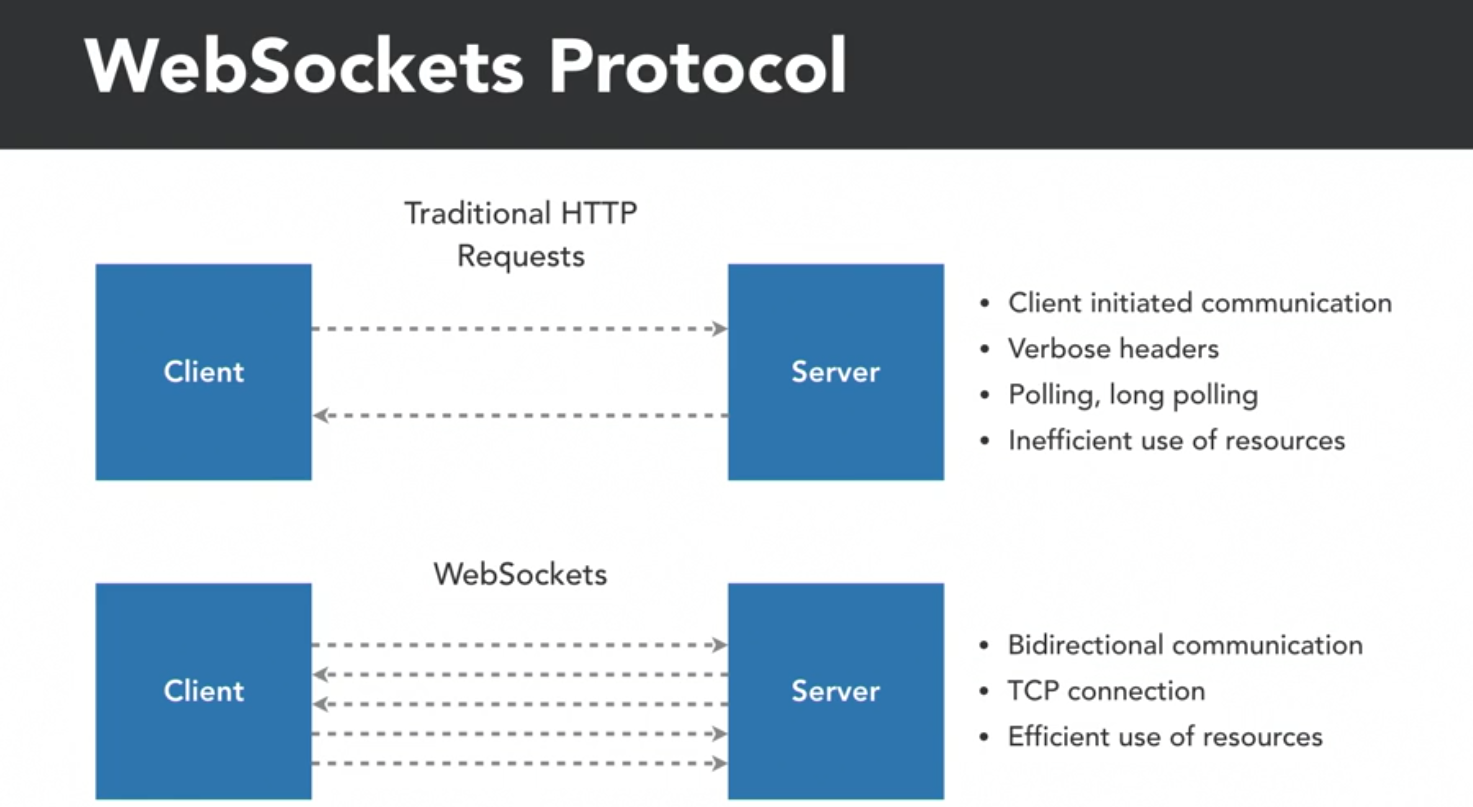 WebSockets Protocol
Traditional HTTP
Requests
Client
Server
• Client initiated communication
• Verbose headers
• Polling, long polling
• Inefficient use of resources
WebSockets
Client
Server
• Bidirectional communication
• TCP connection
• Efficient use of resources